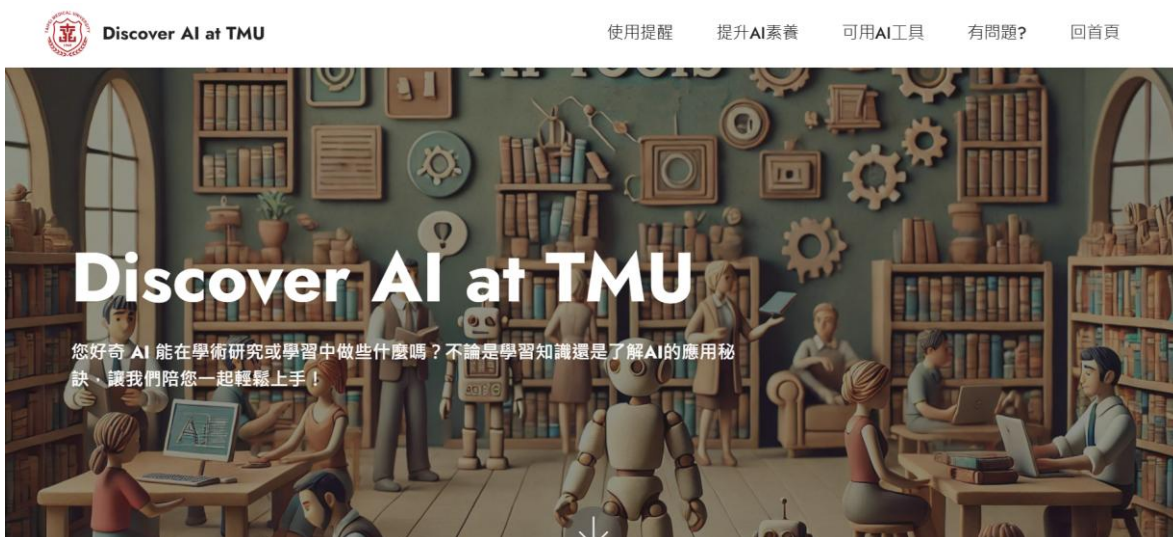 Discover AI at TMU
使用提醒
提升AI素養
可用AI工具
有問題?
回首頁
AI Tools
Discover AI at TMU
您好奇 AI 能在學術研究或學習中做些什麼嗎？不論是學習知識還是了解AI的應用秘
訣，讓我們陪您一起輕鬆上手！
AI